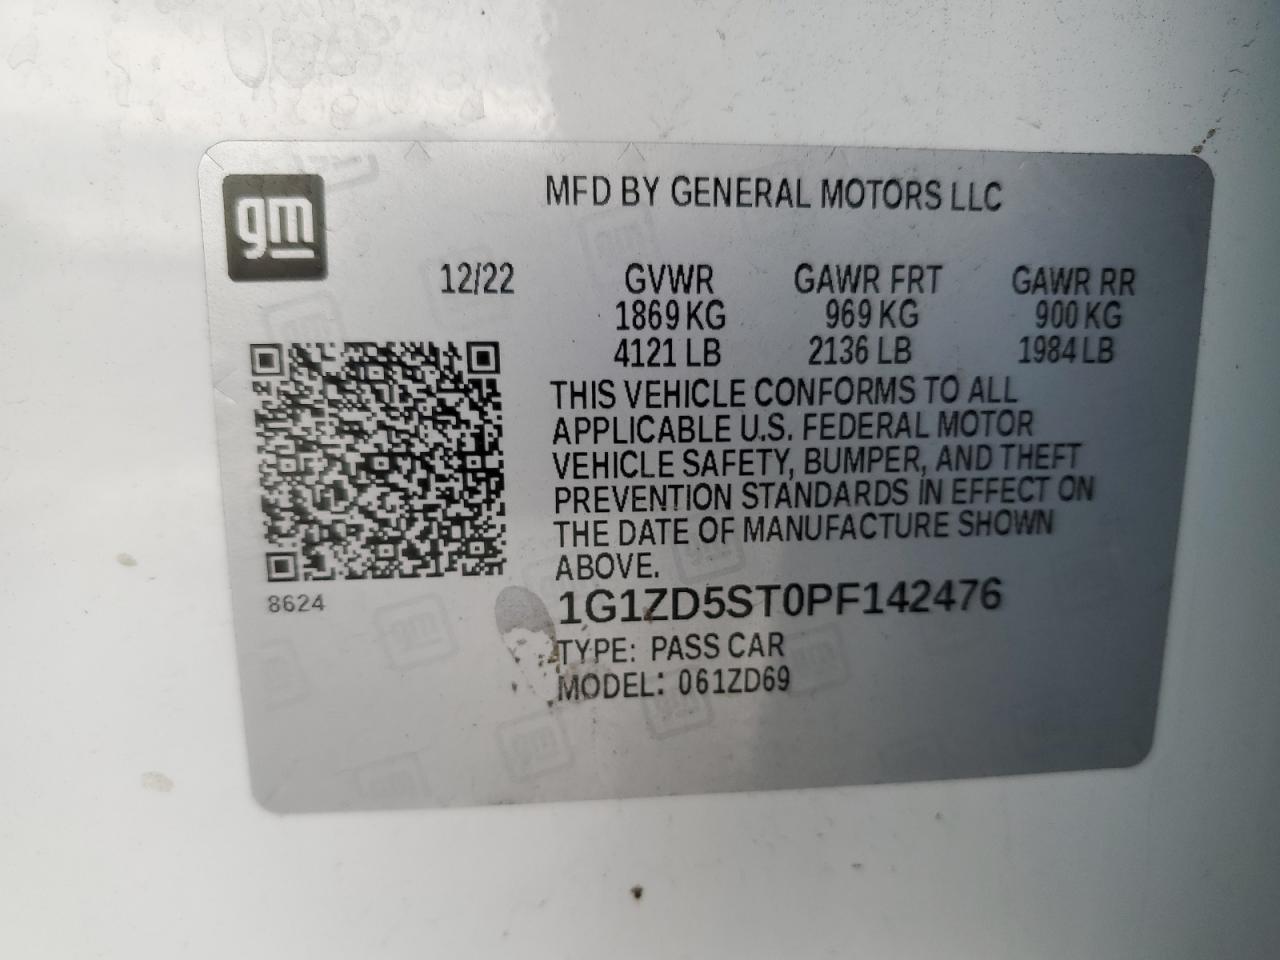 gm
MFD BY GENERAL MOTORS LLC
12/22 GVWR GAWR FRT GAWR RR
1869 KG 969 KG 900 KG
4121 LB 2136 LB 1984 LB
THIS VEHICLE CONFORMS TO ALL
APPLICABLE U.S. FEDERAL MOTOR
VEHICLE SAFETY, BUMPER, AND THEFT
PREVENTION STANDARDS IN EFFECT ON
THE DATE OF MANUFACTURE SHOWN
ABOVE.
8624
1G1ZD5ST0PF142476
TYPE: PASS CAR
MODEL: 061ZD69